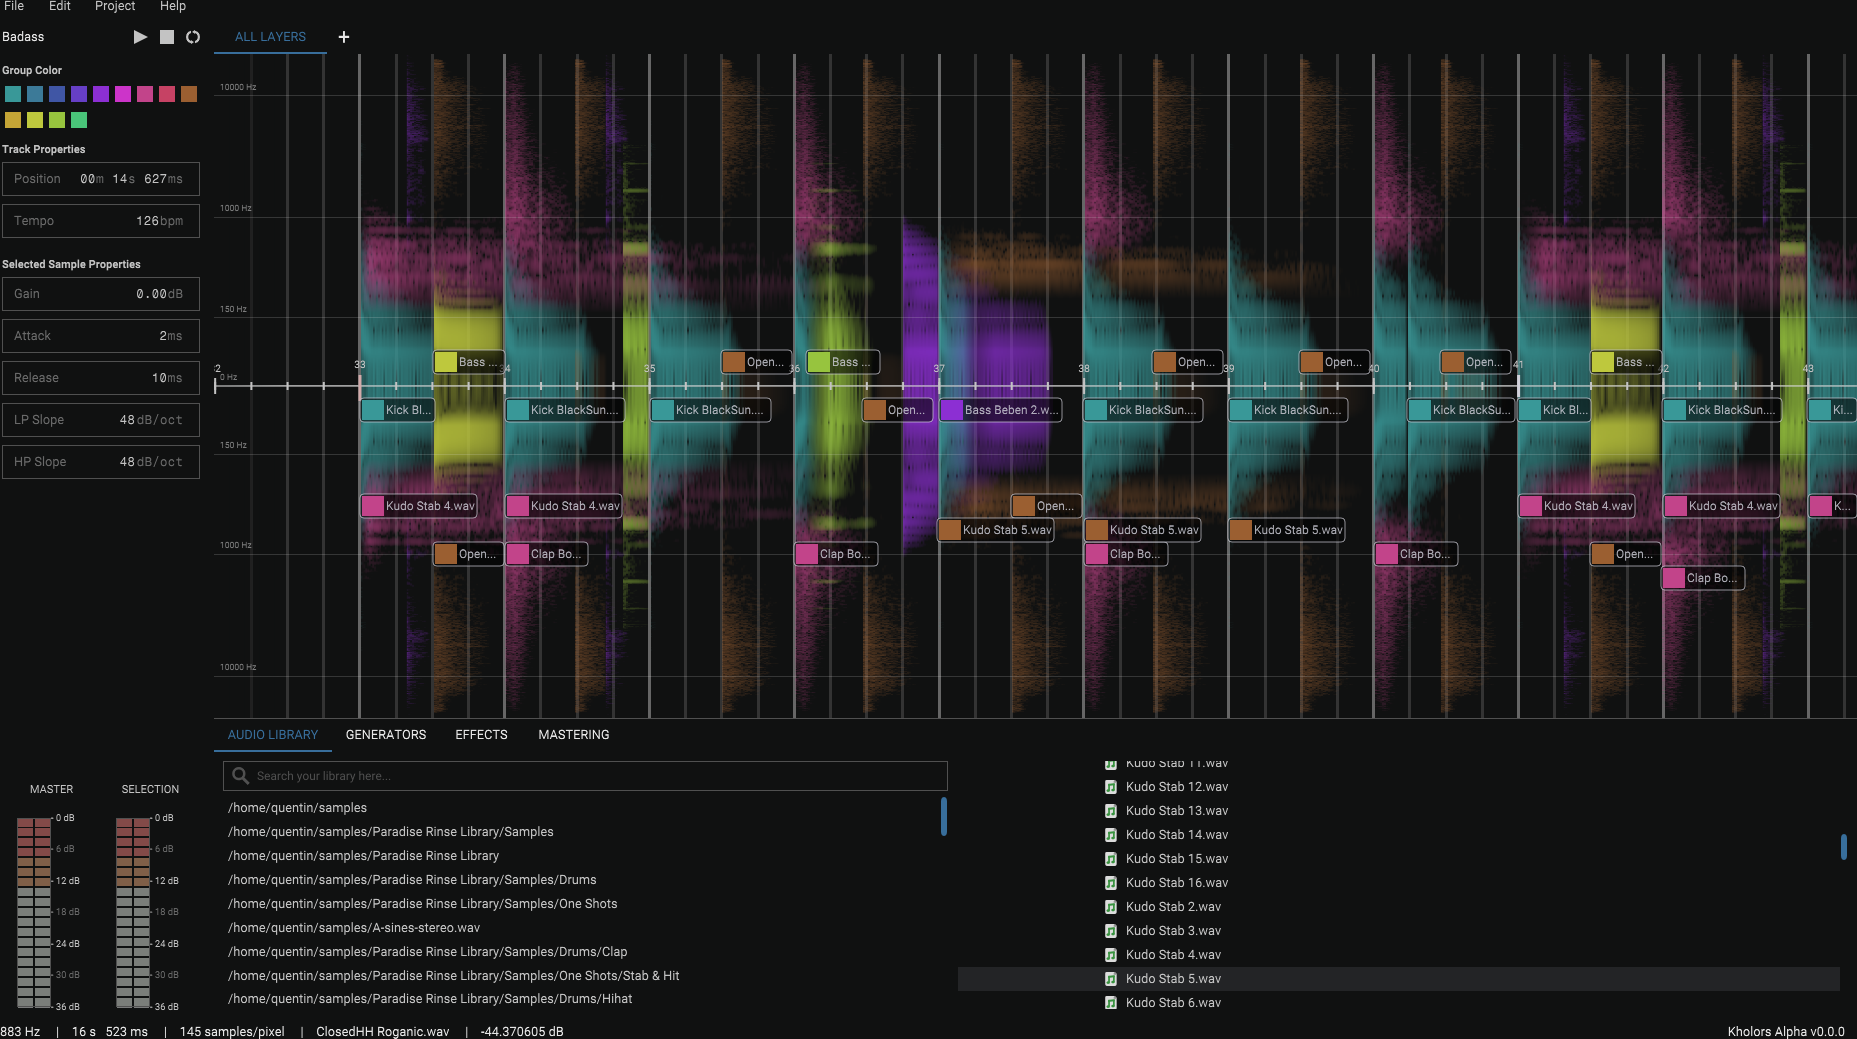 File Edit Project Help
Badass
ALL LAYERS +
Group Color
Track Properties
Position 00m 14s 627ms
Tempo 126bpm
Selected Sample Properties
Gain 0.00dB
Attack 2ms
Release 10ms
LP Slope 48dB/oct
HP Slope 48dB/oct
10000 Hz
1000 Hz
150 Hz
Bass ... Open... Bass ... Open... Open... Open... Bass ...
33 35 37 38 39 40 41 43
0 Hz
Kick Bl... Kick BlackSun.... Kick BlackSun.... Open... Bass Beben 2.w... Kick BlackSun.... Kick BlackSun.... Kick BlackSu... Kick Bl... Kick BlackSun.... Ki...
150 Hz
Kudo Stab 4.wav Kudo Stab 4.wav Open... Kudo Stab 4.wav Kudo Stab 4.wav K...
Kudo Stab 5.wav Kudo Stab 5.wav Kudo Stab 5.wav
1000 Hz
Open... Clap Bo... Clap Bo... Clap Bo... Clap Bo... Open...
Clap Bo...
10000 Hz
AUDIO LIBRARY GENERATORS EFFECTS MASTERING
Search your library here...
/home/quentin/samples
/home/quentin/samples/Paradise Rinse Library/Samples
/home/quentin/samples/Paradise Rinse Library
/home/quentin/samples/Paradise Rinse Library/Samples/Drums
/home/quentin/samples/Paradise Rinse Library/Samples/One Shots
/home/quentin/samples/A-sines-stereo.wav
/home/quentin/samples/Paradise Rinse Library/Samples/Drums/Clap
/home/quentin/samples/Paradise Rinse Library/Samples/One Shots/Stab & Hit
/home/quentin/samples/Paradise Rinse Library/Samples/Drums/Hihat
Kudo Stab 11.wav
Kudo Stab 12.wav
Kudo Stab 13.wav
Kudo Stab 14.wav
Kudo Stab 15.wav
Kudo Stab 16.wav
Kudo Stab 2.wav
Kudo Stab 3.wav
Kudo Stab 4.wav
Kudo Stab 5.wav
Kudo Stab 6.wav
MASTER SELECTION
0 dB 0 dB
6 dB 6 dB
12 dB 12 dB
18 dB 18 dB
24 dB 24 dB
30 dB 30 dB
36 dB 36 dB
883 Hz | 16 s 523 ms | 145 samples/pixel | ClosedHH Roganic.wav | -44.370605 dB
Kholors Alpha v0.0.0